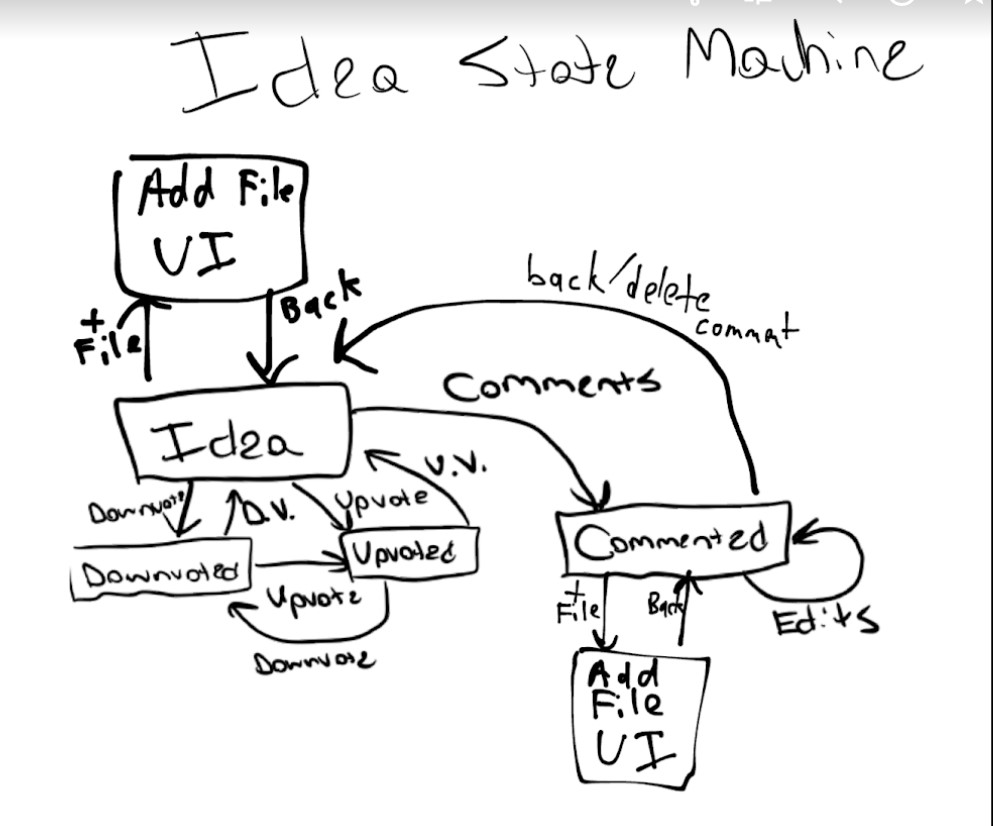 Idea State Machine
Add File
UI
+
File
Back
back/delete
commat
Comments
Idea
U.V.
Downvote
D.V.
Upvote
Downvoted
Upvoted
Upvote
Downvote
Commented
+
File
Back
Edits
Add
File
UI